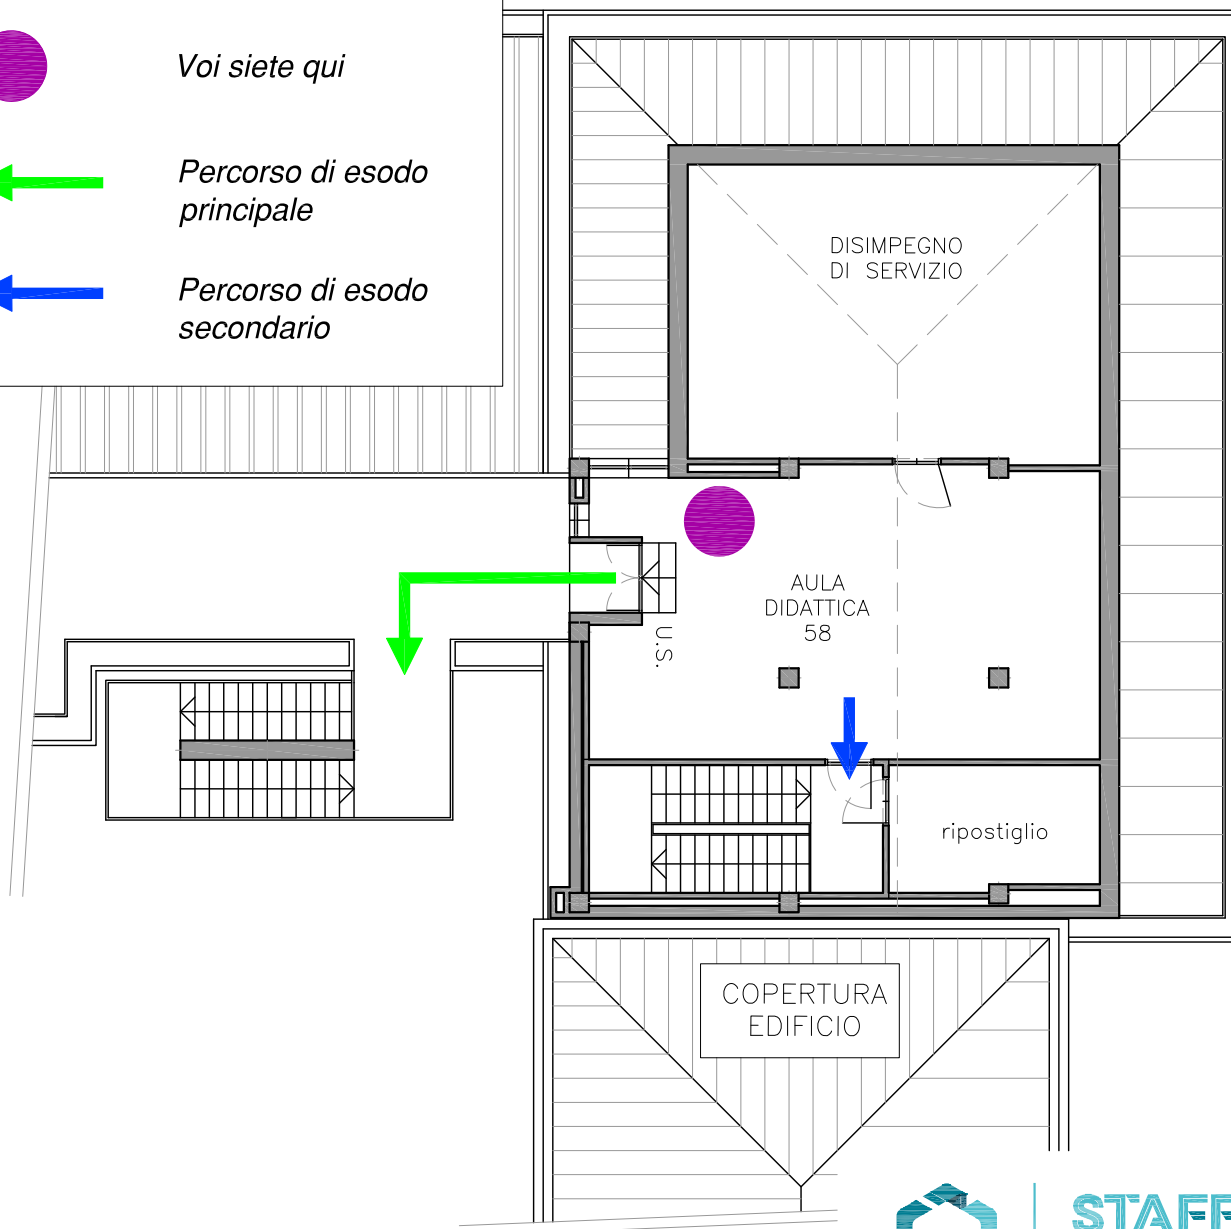 Voi siete qui
Percorso di esodo
principale
Percorso di esodo
secondario
DISIMPEGNO
DI SERVIZIO
AULA
DIDATTICA
58
U.S.
ripostiglio
COPERTURA
EDIFICIO